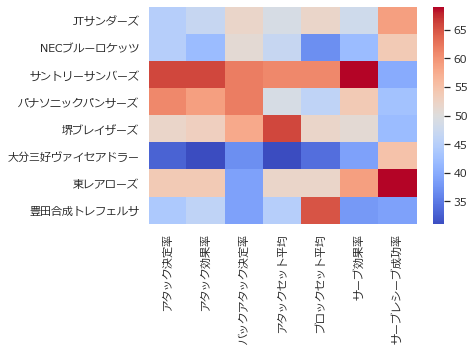 JTサンダーズ
NECブルーロケッツ
サントリーサンバーズ
パナソニックパンサーズ
堺ブレイザーズ
大分三好ヴァイセアドラー
東レアローズ
豊田合成トレフェルサ
アタック決定率
アタック効果率
バックアタック決定率
アタックセット平均
ブロックセット平均
サーブ効果率
サーブレシーブ成功率
65
60
55
50
45
40
35